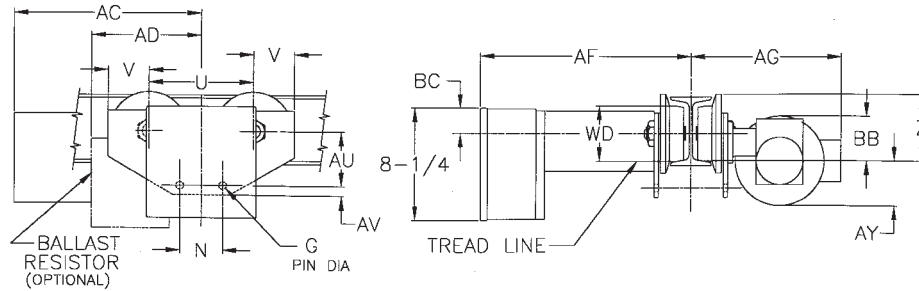 AC
AD
V
U
V
AU
AV
N
G
PIN DIA
BALLAST
RESISTOR
(OPTIONAL)
AF
AG
BC
WD
8-1/4
BB
AY
TREAD LINE